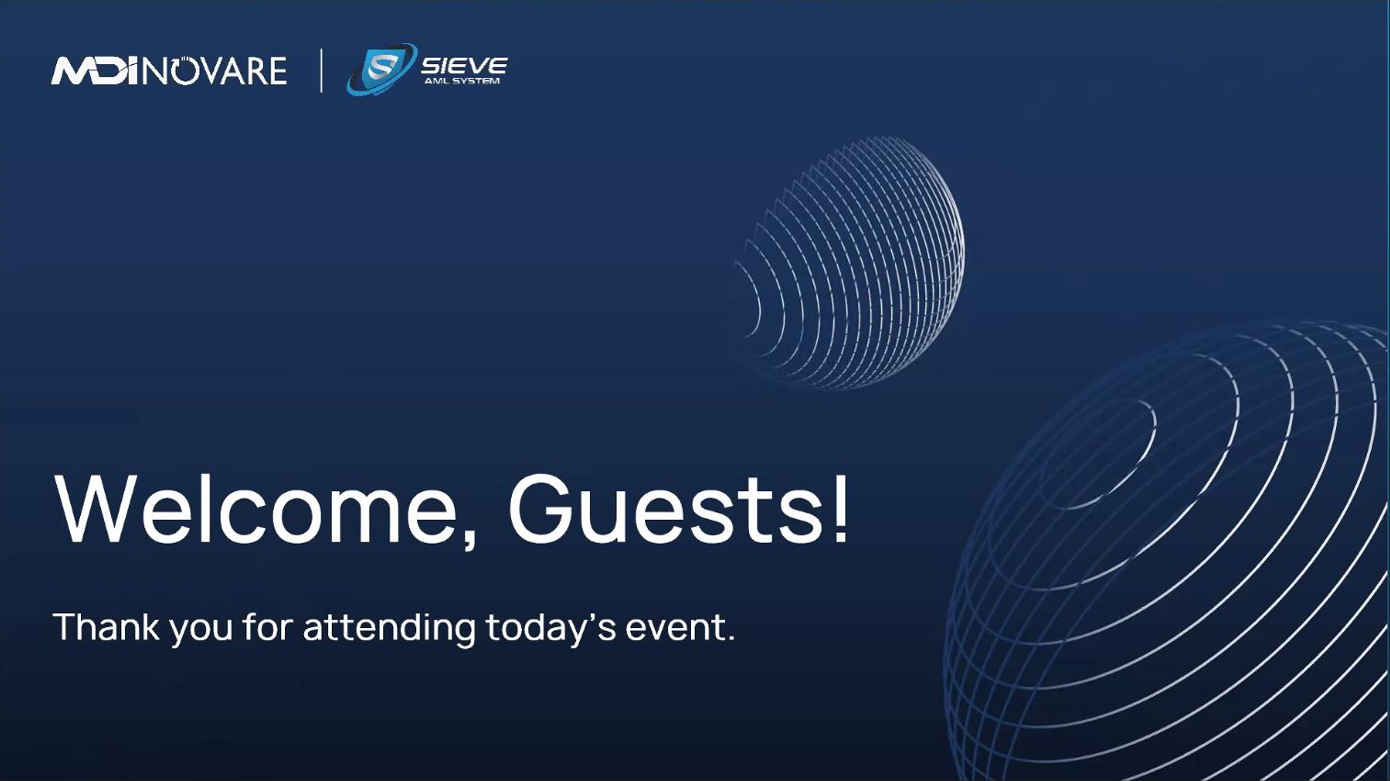 MDINOVARE
SIEVE
AML SYSTEM
Welcome, Guests!
Thank you for attending today's event.